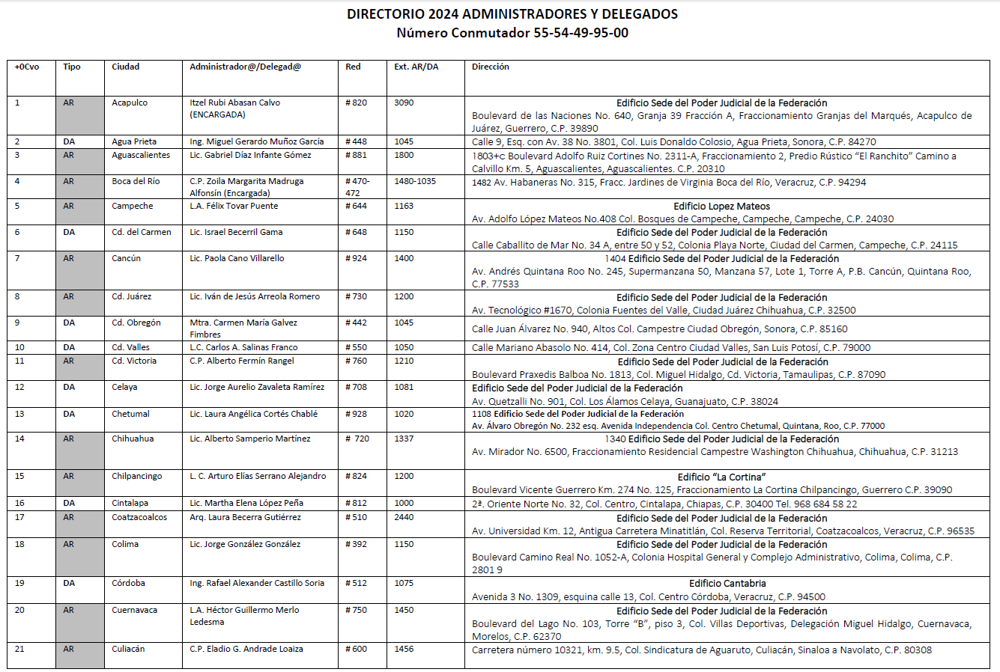 DIRECTORIO 2024 ADMINISTRADORES Y DELEGADOS
Número Conmutador 55-54-49-95-00
+0Cvo Tipo Ciudad Administrador@/Delegad@ Red Ext. AR/DA Dirección
1 AR Acapulco Itzel Rubi Abasan Calvo # 820 3090 Edificio Sede del Poder Judicial de la Federación
(ENCARGADA) Boulevard de las Naciones No. 640, Granja 39 Fracción A, Fraccionamiento Granjas del Marqués, Acapulco de
Juárez, Guerrero, C.P. 39890
2 DA Agua Prieta Ing. Miguel Gerardo Muñoz García # 448 1045 Calle 9, Esq. con Av. 38 No. 3801, Col. Luis Donaldo Colosio, Agua Prieta, Sonora, C.P. 84270
3 AR Aguascalientes Lic. Gabriel Díaz Infante Gómez # 881 1800 1803+c Boulevard Adolfo Ruiz Cortines No. 2311-A, Fraccionamiento 2, Predio Rústico “El Ranchito” Camino a
Calvillo Km. 5, Aguascalientes, Aguascalientes. C.P. 20310
4 AR Boca del Río C.P. Zoila Margarita Madruga # 470- 1480-1035 1482 Av. Habaneras No. 315, Fracc. Jardines de Virginia Boca del Río, Veracruz, C.P. 94294
Alfonsín (Encargada) 472
5 AR Campeche L.A. Félix Tovar Puente # 644 1163 Edificio Lopez Mateos
Av. Adolfo López Mateos No.408 Col. Bosques de Campeche, Campeche, Campeche, C.P. 24030
6 DA Cd. del Carmen Lic. Israel Becerril Gama # 648 1150 Edificio Sede del Poder Judicial de la Federación
Calle Caballito de Mar No. 34 A, entre 50 y 52, Colonia Playa Norte, Ciudad del Carmen, Campeche, C.P. 24115
7 AR Cancún Lic. Paola Cano Villarello # 924 1400 1404 Edificio Sede del Poder Judicial de la Federación
Av. Andrés Quintana Roo No. 245, Supermanzana 50, Manzana 57, Lote 1, Torre A, P.B. Cancún, Quintana Roo,
C.P. 77533
8 AR Cd. Juárez Lic. Iván de Jesús Arreola Romero # 730 1200 Edificio Sede del Poder Judicial de la Federación
Av. Tecnológico #1670, Colonia Fuentes del Valle, Ciudad Juárez Chihuahua, C.P. 32500
9 DA Cd. Obregón Mtra. Carmen María Galvez # 442 1045 Calle Juan Álvarez No. 940, Altos Col. Campestre Ciudad Obregón, Sonora, C.P. 85160
Fimbres
10 DA Cd. Valles L.C. Carlos A. Salinas Franco # 550 1050 Calle Mariano Abasolo No. 414, Col. Zona Centro Ciudad Valles, San Luis Potosí, C.P. 79000
11 AR Cd. Victoria C.P. Alberto Fermín Rangel # 760 1210 Edificio Sede del Poder Judicial de la Federación
Boulevard Praxedis Balboa No. 1813, Col. Miguel Hidalgo, Cd. Victoria, Tamaulipas, C.P. 87090
12 DA Celaya Lic. Jorge Aurelio Zavaleta Ramírez # 708 1081 Edificio Sede del Poder Judicial de la Federación
Av. Quetzalli No. 901, Col. Los Álamos Celaya, Guanajuato, C.P. 38024
13 DA Chetumal Lic. Laura Angélica Cortés Chablé # 928 1020 1108 Edificio Sede del Poder Judicial de la Federación
Av. Álvaro Obregón No. 232 esq. Avenida Independencia Col. Centro Chetumal, Quintana, Roo, C.P. 77000
14 AR Chihuahua Lic. Alberto Samperio Martínez # 720 1337 1340 Edificio Sede del Poder Judicial de la Federación
Av. Mirador No. 6500, Fraccionamiento Residencial Campestre Washington Chihuahua, Chihuahua, C.P. 31213
15 AR Chilpancingo L. C. Arturo Elías Serrano Alejandro # 824 1200 Edificio “La Cortina”
Boulevard Vicente Guerrero Km. 274 No. 125, Fraccionamiento La Cortina Chilpancingo, Guerrero C.P. 39090
16 DA Cintalapa Lic. Martha Elena López Peña # 812 1000 2ª. Oriente Norte No. 32, Col. Centro, Cintalapa, Chiapas, C.P. 30400 Tel. 968 684 58 22
17 AR Coatzacoalcos Arq. Laura Becerra Gutiérrez # 510 2440 Edificio Sede del Poder Judicial de la Federación
Av. Universidad Km. 12, Antigua Carretera Minatitlán, Col. Reserva Territorial, Coatzacoalcos, Veracruz, C.P. 96535
18 AR Colima Lic. Jorge González González # 392 1150 Edificio Sede del Poder Judicial de la Federación
Boulevard Camino Real No. 1052-A, Colonia Hospital General y Complejo Administrativo, Colima, Colima, C.P.
2801 9
19 DA Córdoba Ing. Rafael Alexander Castillo Soria # 512 1075 Edificio Cantabria
Avenida 3 No. 1309, esquina calle 13, Col. Centro Córdoba, Veracruz, C.P. 94500
20 AR Cuernavaca L.A. Héctor Guillermo Merlo # 750 1450 Edificio Sede del Poder Judicial de la Federación
Ledesma Boulevard del Lago No. 103, Torre “B”, piso 3, Col. Villas Deportivas, Delegación Miguel Hidalgo, Cuernavaca,
Morelos, C.P. 62370
21 AR Culiacán C.P. Eladio G. Andrade Loaiza # 600 1456 Carretera número 10321, km. 9.5, Col. Sindicatura de Aguaruto, Culiacán, Sinaloa a Navolato, C.P. 80308